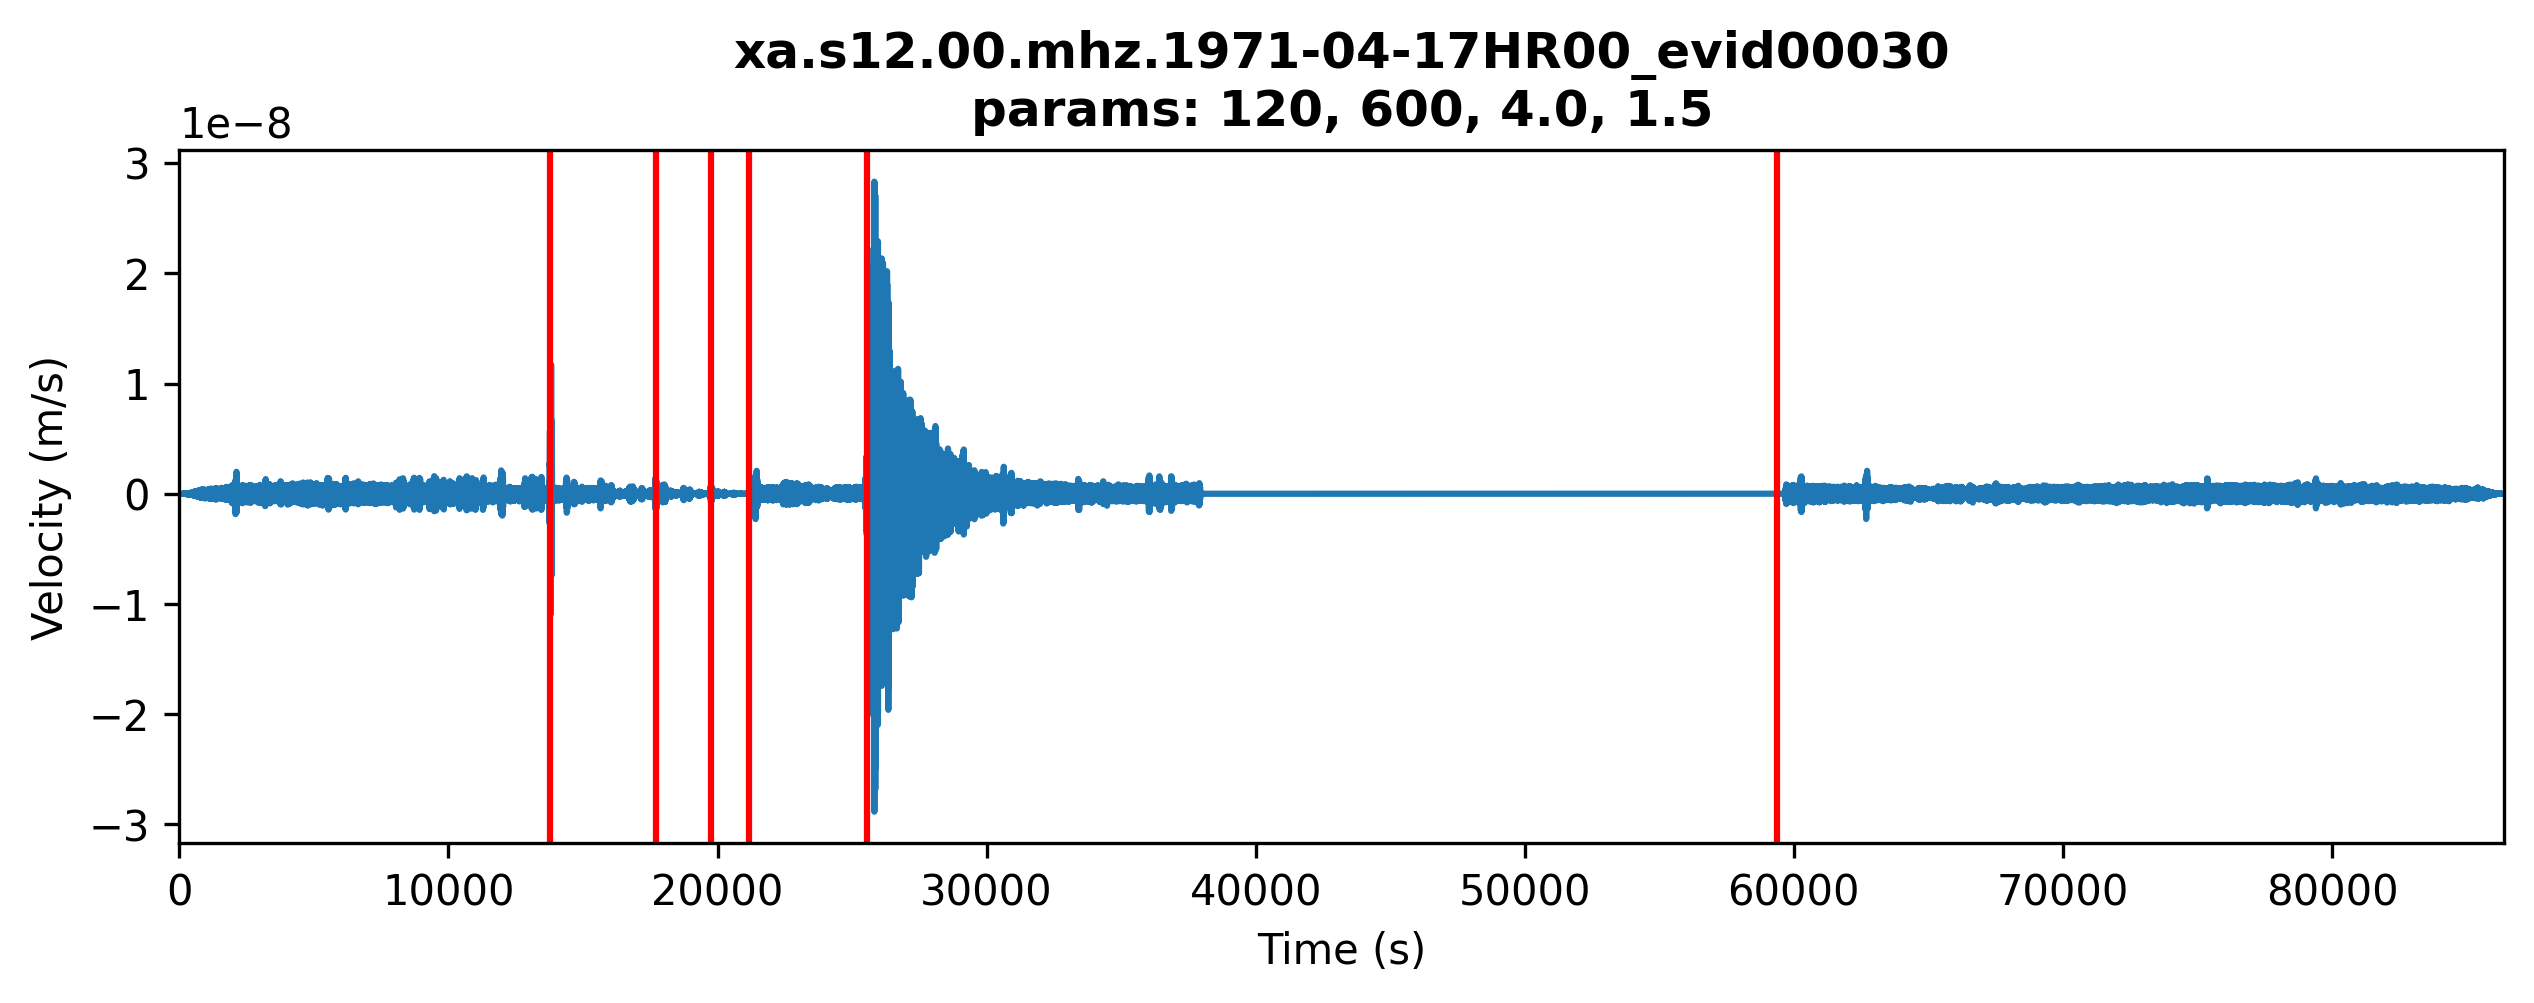 xa.s12.00.mhz.1971-04-17HR00_evid00030
params: 120, 600, 4.0, 1.5
1e−8
3
2
1
0
−1
−2
−3
Velocity (m/s)
0 10000 20000 30000 40000 50000 60000 70000 80000
Time (s)